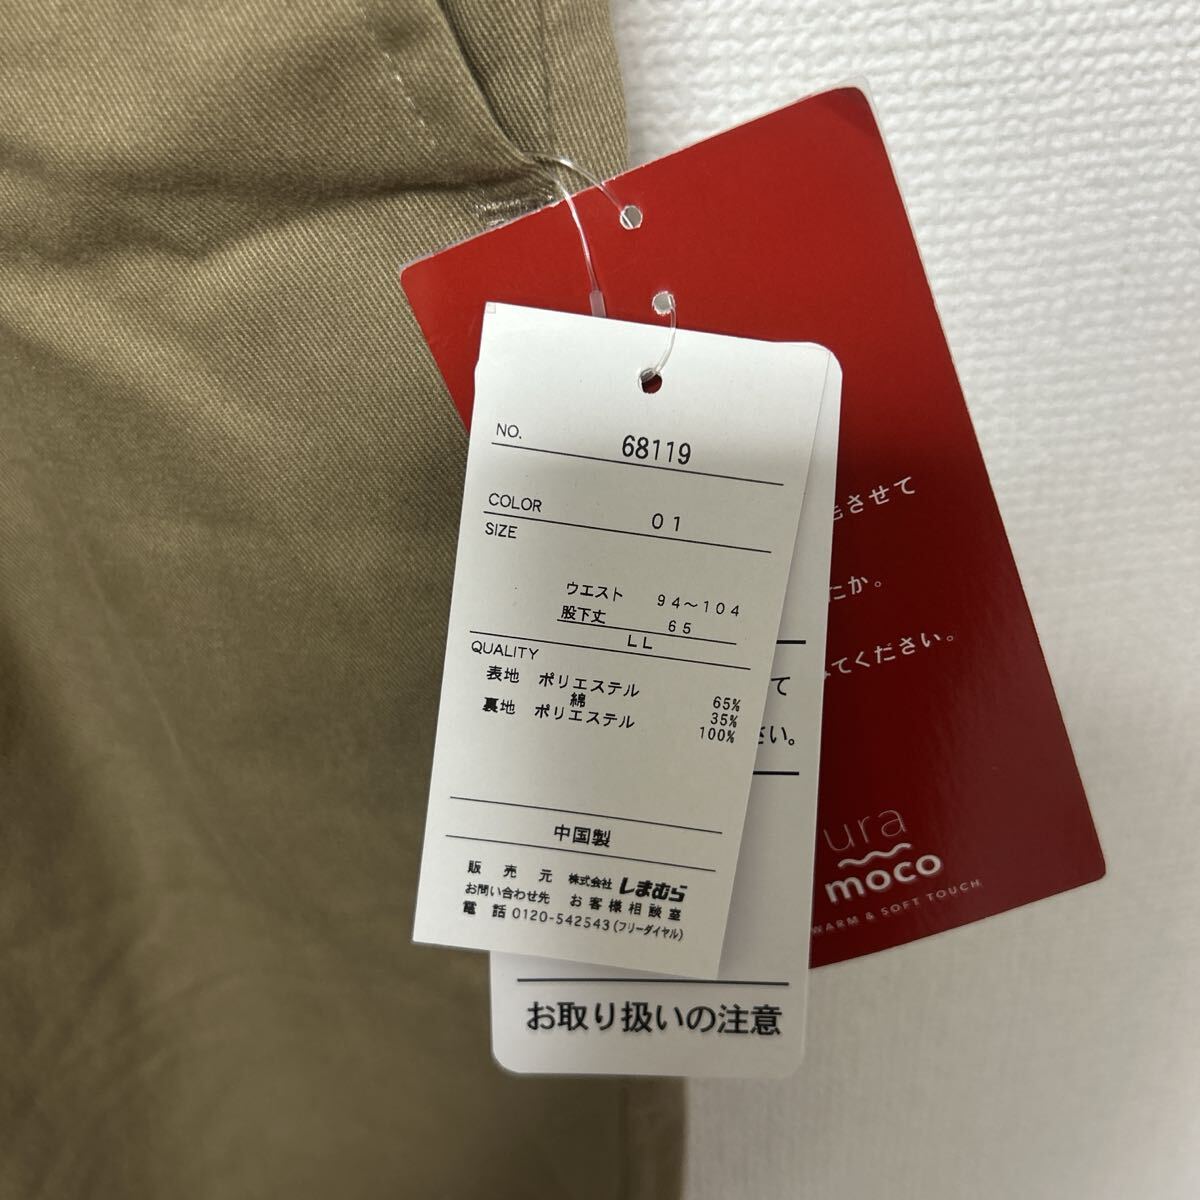 NO. 68119
COLOR 01
SIZE
ウエスト 94～104
股下丈 65
LL
QUALITY
表地 ポリエステル 65%
綿 35%
裏地 ポリエステル 100%
中国製
販売元 株式会社 しまむら
お問い合わせ先 お客様相談室
電話 0120-542543(フリーダイヤル)
て
さい。
お取り扱いの注意
させて
たか。
てください。
ura
moco
WARM & SOFT TOUCH